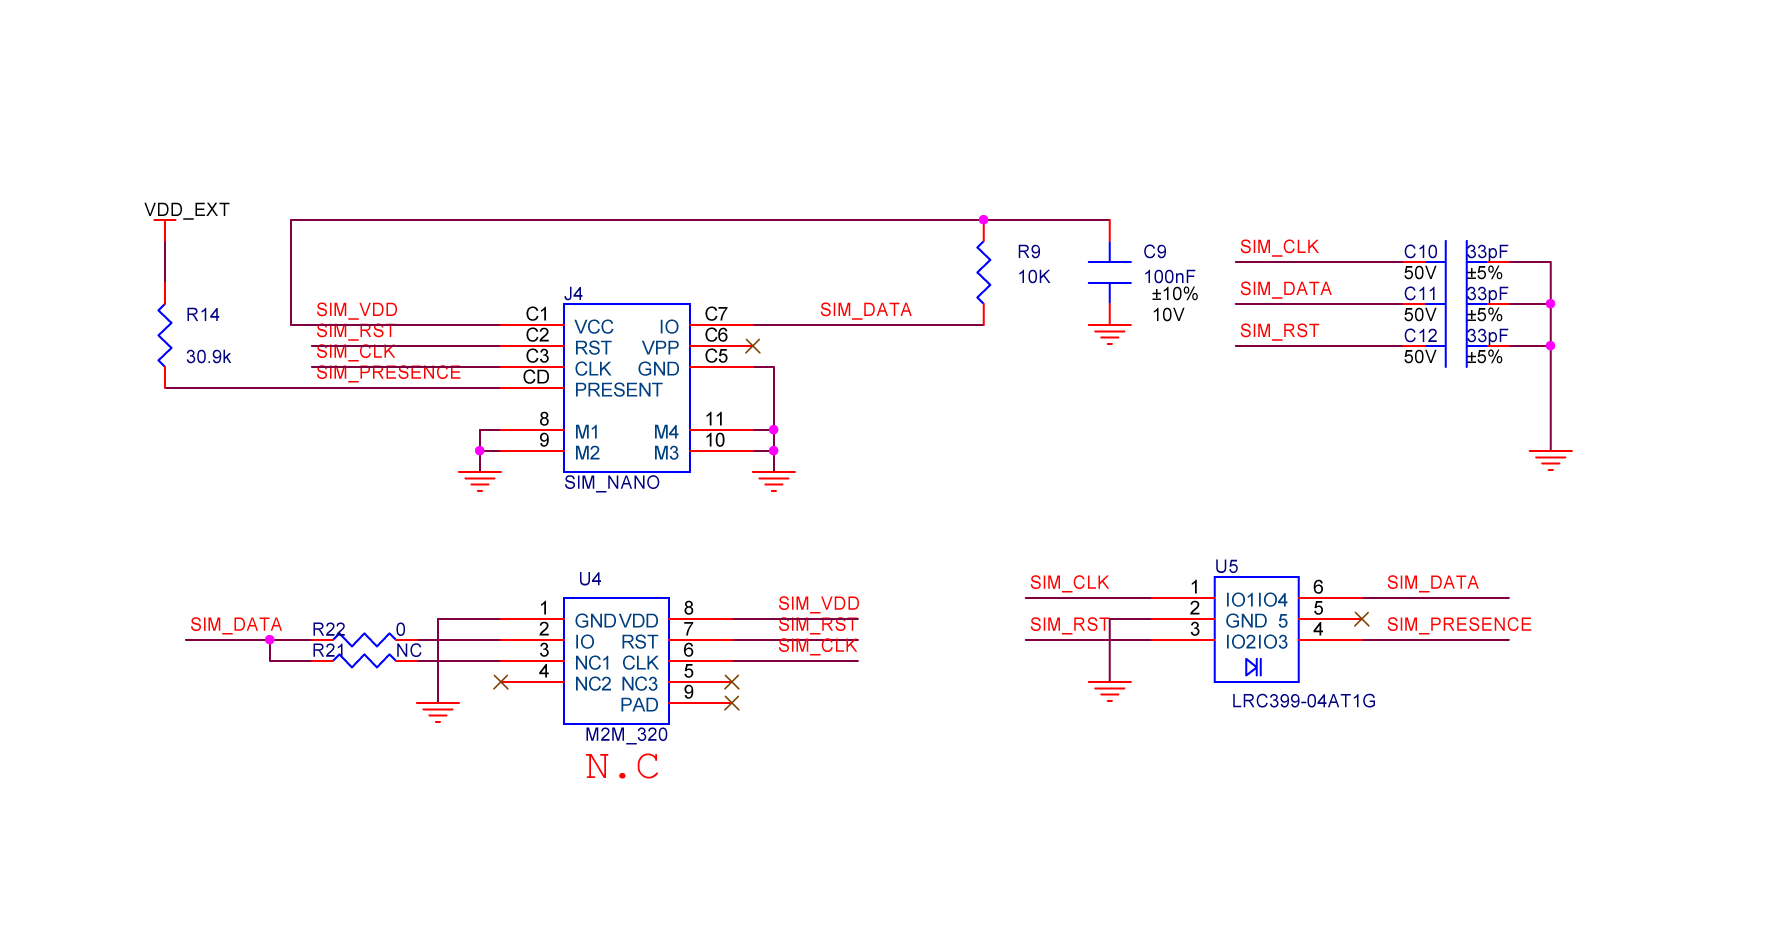 VDD_EXT
R14
30.9k
J4
SIM_VDD
SIM_RST
SIM_CLK
SIM_PRESENCE
C1
C2
C3
CD
8
9
VCC
RST
CLK
PRESENT
M1
M2
IO
VPP
GND
M4
M3
C7
C6
C5
11
10
SIM_NANO
SIM_DATA
R9
10K
C9
100nF
±10%
10V
SIM_CLK
SIM_DATA
SIM_RST
C10 33pF
50V ±5%
C11 33pF
50V ±5%
C12 33pF
50V ±5%
SIM_DATA
R22 0
R21 NC
U4
1
2
3
4
GND VDD
IO RST
NC1 CLK
NC2 NC3
PAD
8
7
6
5
9
SIM_VDD
SIM_RST
SIM_CLK
M2M_320
N.C
U5
SIM_CLK
SIM_RST
1
2
3
IO1 IO4
GND 5
IO2 IO3
6
5
4
SIM_DATA
SIM_PRESENCE
LRC399-04AT1G